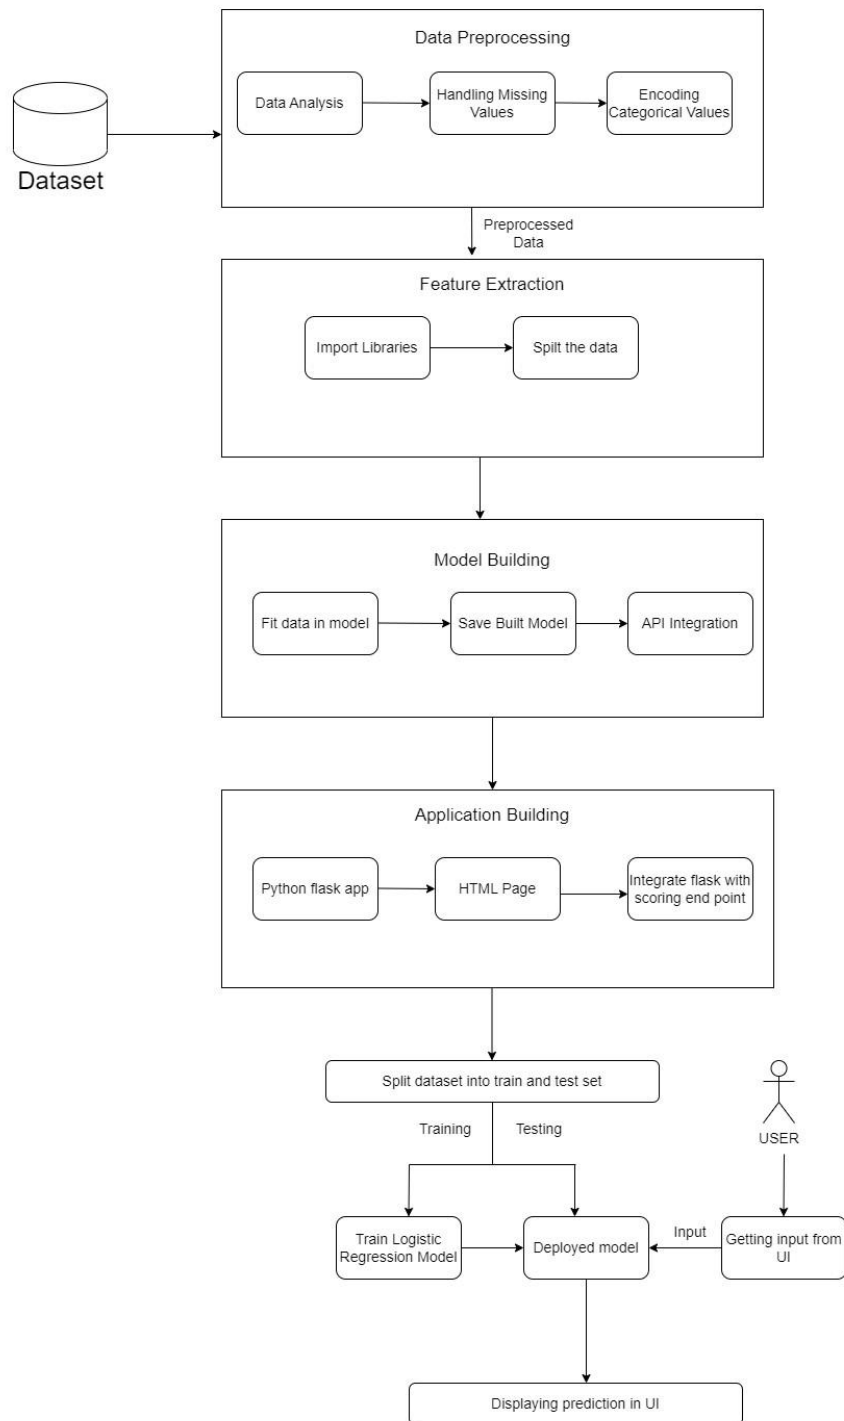 Data Preprocessing
Data Analysis
Handling Missing
Values
Encoding
Categorical Values
Dataset
Preprocessed
Data
Feature Extraction
Import Libraries
Spilt the data
Model Building
Fit data in model
Save Built Model
API Integration
Application Building
Python flask app
HTML Page
Integrate flask with
scoring end point
Split dataset into train and test set
Training
Testing
USER
Train Logistic
Regression Model
Deployed model
Input
Getting input from
UI
Displaying prediction in UI